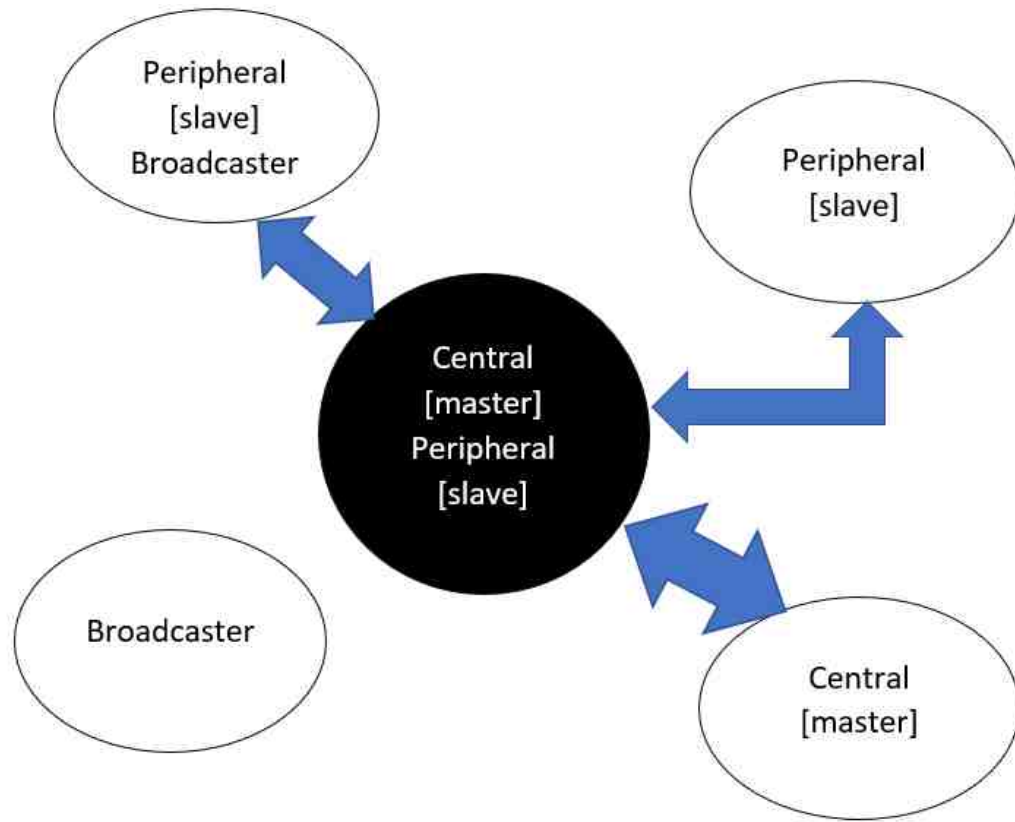 Peripheral
[slave]
Broadcaster
Peripheral
[slave]
Central
[master]
Peripheral
[slave]
Broadcaster
Central
[master]